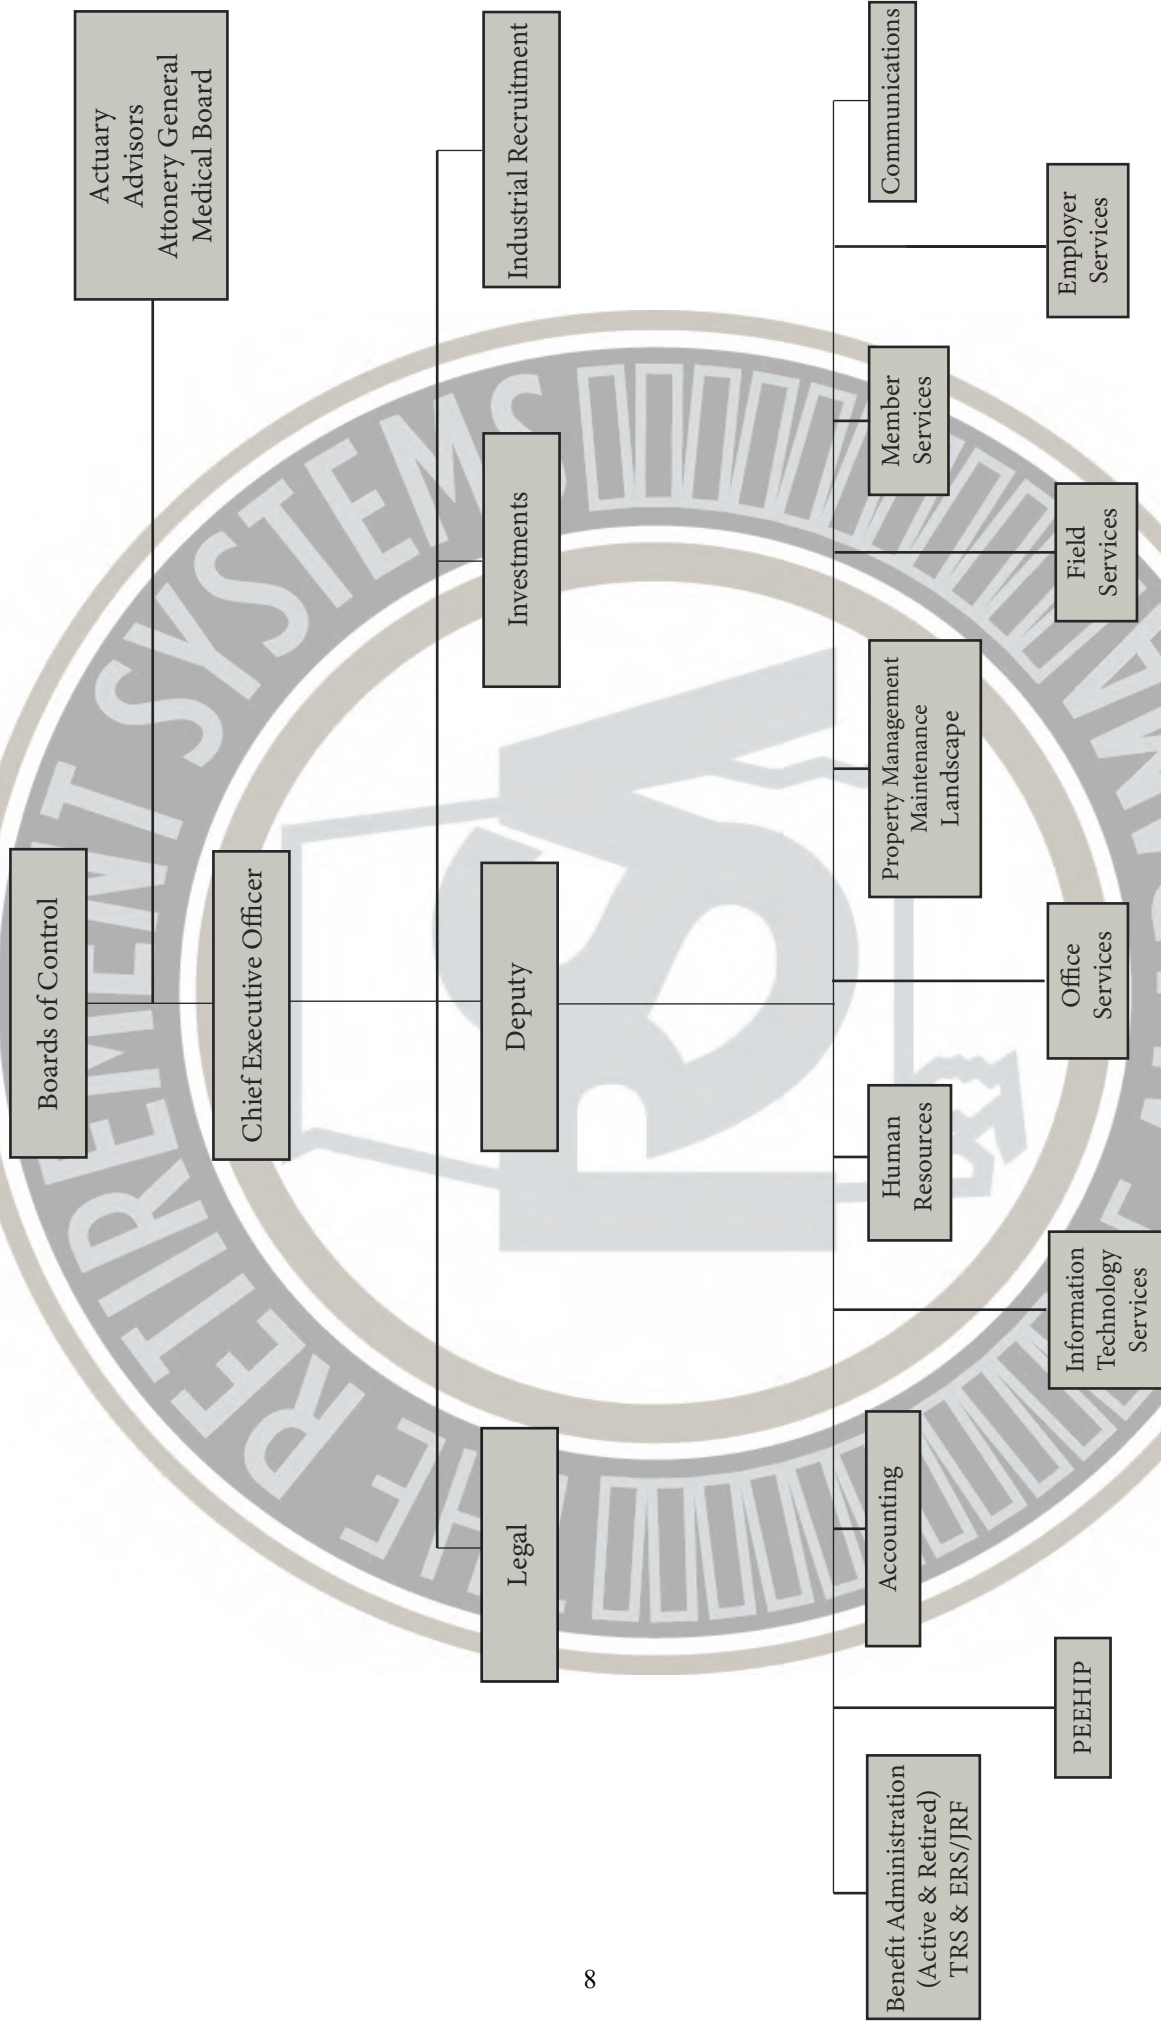 Boards of Control
Actuary
Advisors
Attonery General
Medical Board
Chief Executive Officer
Legal
Deputy
Investments
Industrial Recruitment
Benefit Administration
(Active & Retired)
TRS & ERS/JRF
PEEHIP
Accounting
Information
Technology
Services
Human
Resources
Office
Services
Property Management
Maintenance
Landscape
Field
Services
Member
Services
Employer
Services
Communications
THE RETIREMENT SYSTEMS
RSA
8